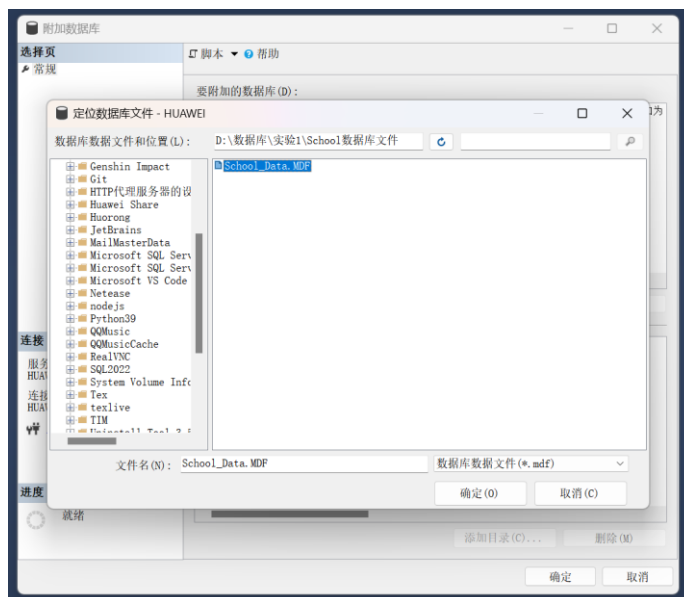 附加数据库
选择页
常规
脚本 帮助
要附加的数据库(D):
定位数据库文件 - HUAWEI
数据库数据文件和位置(L): D:\数据库\实验1\School数据库文件
Genshin Impact
Git
HTTP代理服务器的设
Huawei Share
Huorong
JetBrains
MailMasterData
Microsoft SQL Serv
Microsoft SQL Serv
Microsoft VS Code
Netease
nodejs
Python39
QQMusic
QQMusicCache
RealVNC
SQL2022
System Volume Info
Tex
texlive
TIM
School_Data.MDF
文件名(N): School_Data.MDF 数据库数据文件(*.mdf)
确定(O) 取消(C)
连接
服务
HUAW
连接
HUAW
进度
就绪
添加目录(C)... 删除(M)
确定 取消